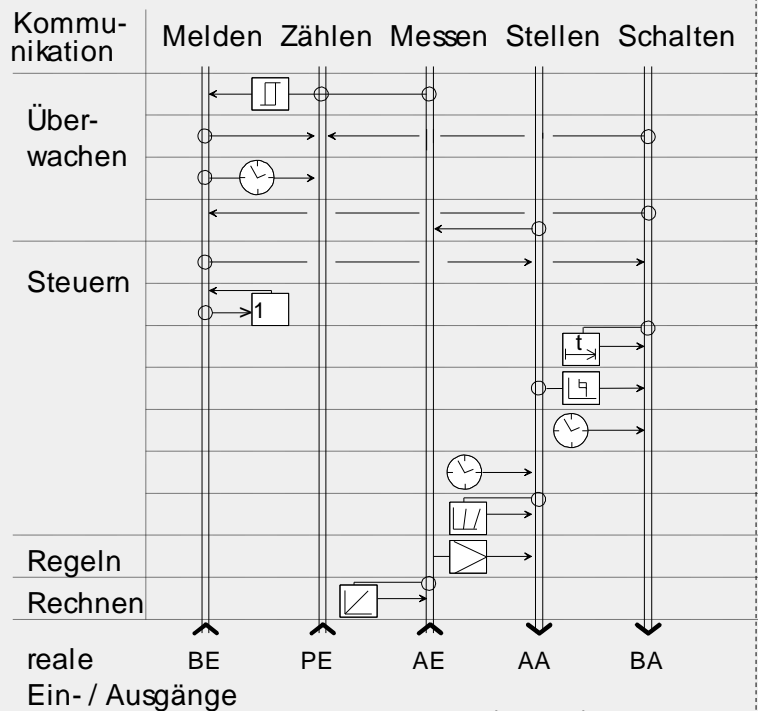 Kommu-
nikation
Melden Zählen Messen Stellen Schalten
Über-
wachen
Steuern
1
t
Regeln
Rechnen
reale BE PE AE AA BA
Ein- / Ausgänge